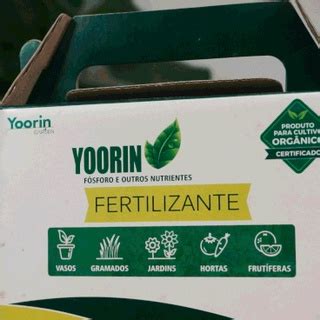 Yoorin
GARDEN
YOORIN
FÓSFORO E OUTROS NUTRIENTES
FERTILIZANTE
PRODUTO
PARA CULTIVO
ORGÂNICO
CERTIFICADO
VASOS
GRAMADOS
JARDINS
HORTAS
FRUTÍFERAS